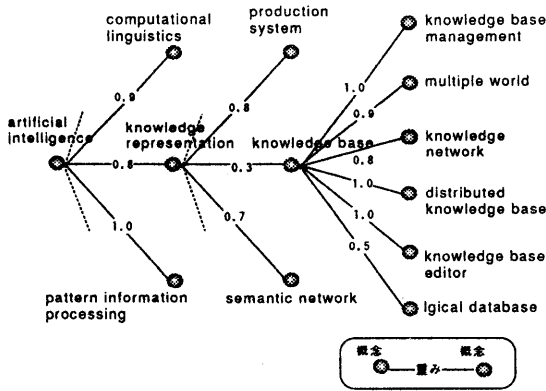 computational
linguistics
production
system
knowledge base
management
1.0
multiple world
0.9
0.9
0.8
artificial
intelligence
knowledge
representation
knowledge base
knowledge
network
0.8
0.8
0.3
1.0
distributed
knowledge base
1.0
0.7
1.0
0.5
knowledge base
editor
pattern information
processing
semantic network
lgical database
概念
概念
重み